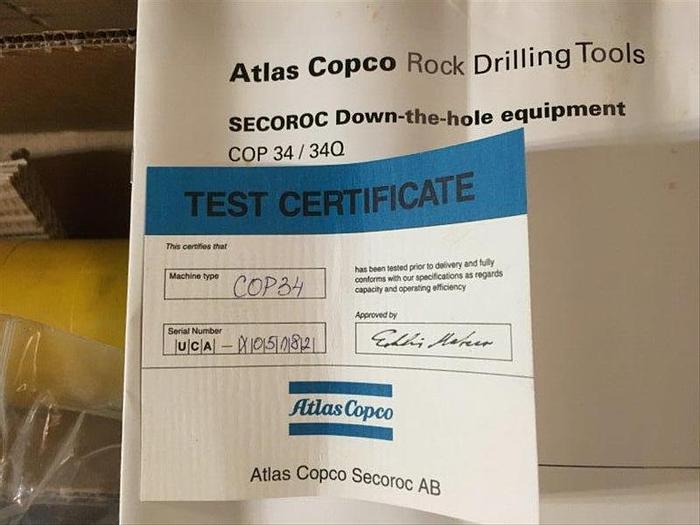 Atlas Copco Rock Drilling Tools
SECOROC Down-the-hole equipment
COP 34 / 34Q
TEST CERTIFICATE
This certifies that
Machine type COP34
has been tested prior to delivery and fully
conforms with our specifications as regards
capacity and operating efficiency
Serial Number
UCA
Approved by
Atlas Copco
Atlas Copco Secoroc AB